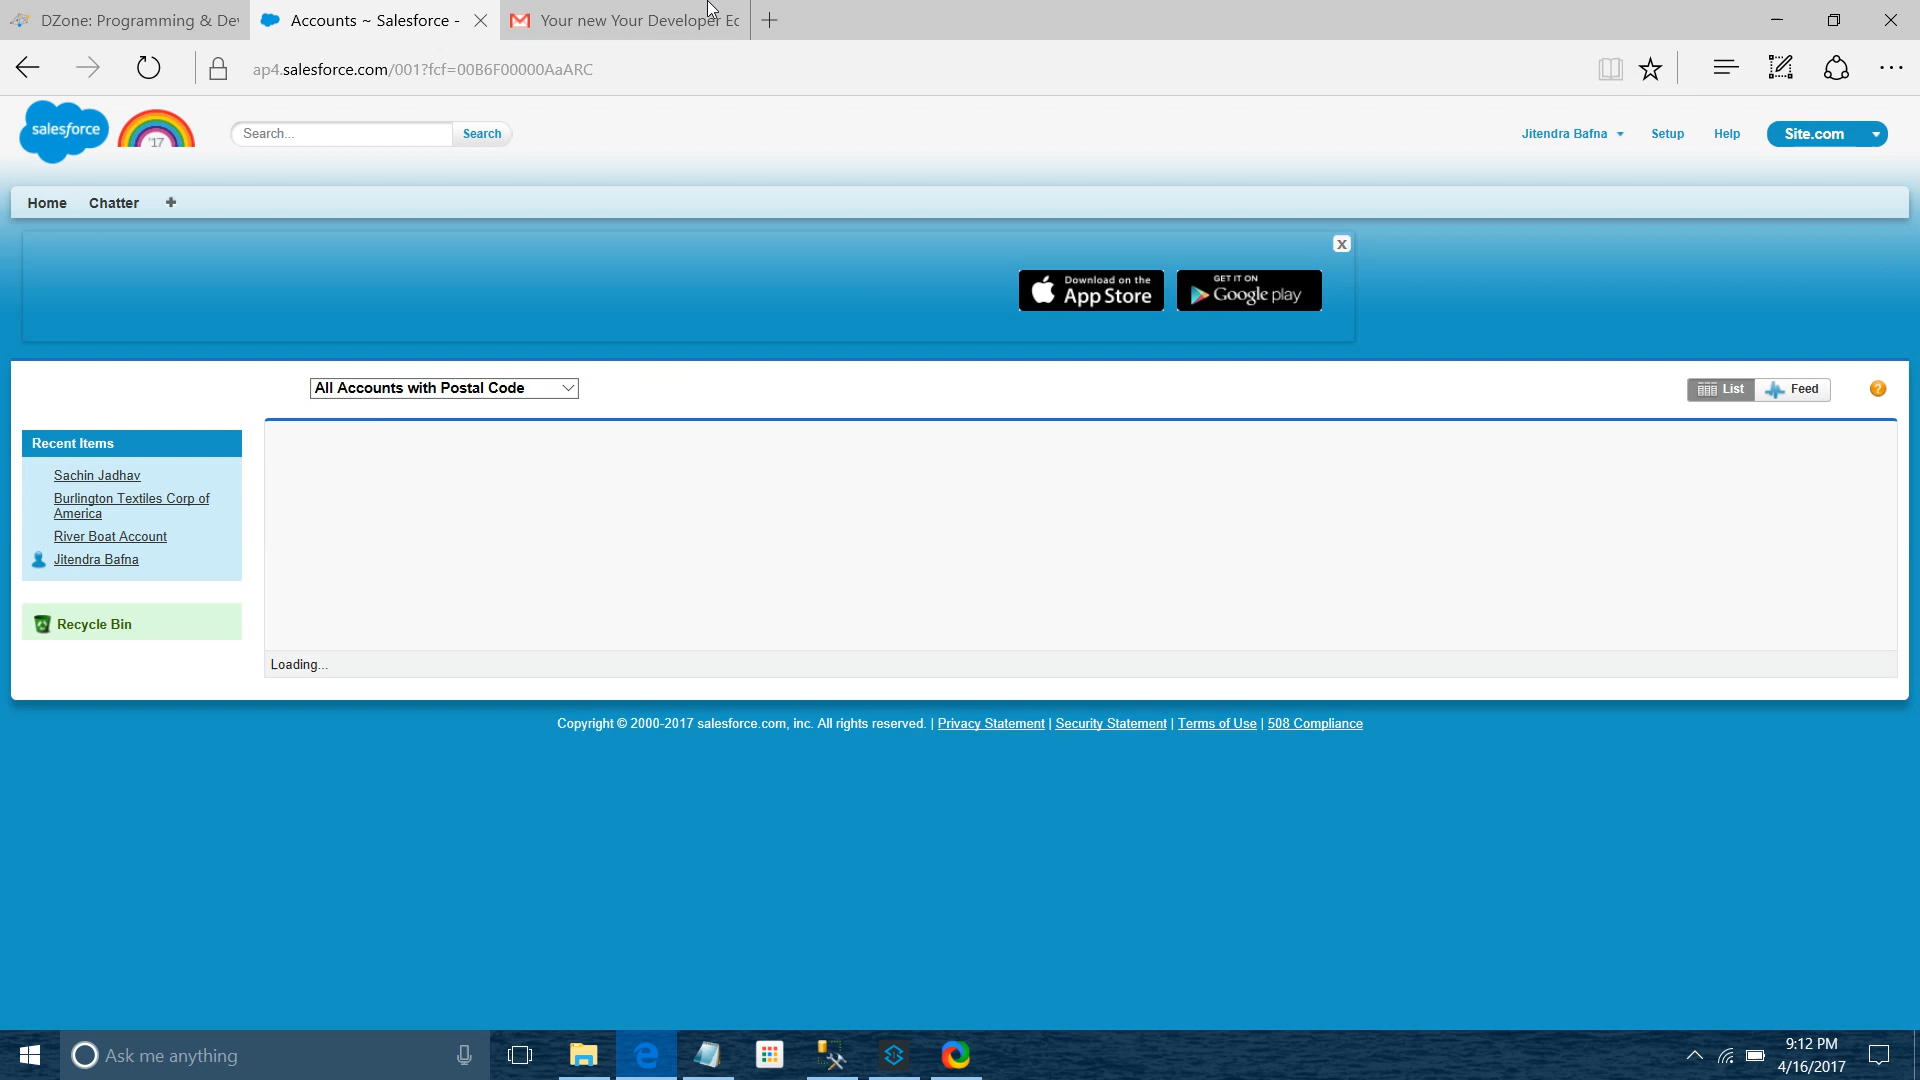 DZone: Programming & De
Accounts ~ Salesforce -
Your new Your Developer Ec
ap4.salesforce.com/001?fcf=00B6F00000AaARC
salesforce
'17
Search...
Search
Jitendra Bafna
Setup
Help
Site.com
Home
Chatter
x
Download on the
App Store
GET IT ON
Google play
All Accounts with Postal Code
List
Feed
?
Recent Items
Sachin Jadhav
Burlington Textiles Corp of
America
River Boat Account
Jitendra Bafna
Recycle Bin
Loading...
Copyright © 2000-2017 salesforce.com, inc. All rights reserved. | Privacy Statement | Security Statement | Terms of Use | 508 Compliance
Ask me anything
9:12 PM
4/16/2017